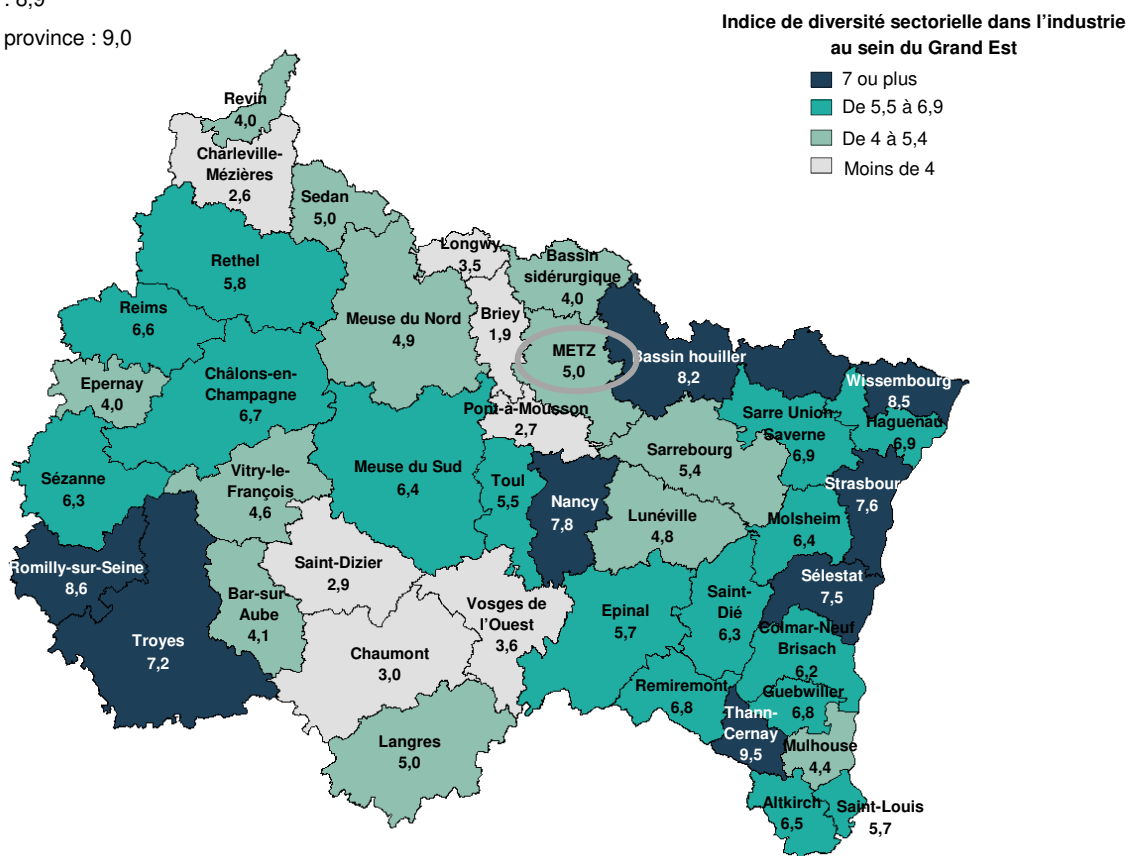 : 8,9
province : 9,0
Indice de diversité sectorielle dans l’industrie
au sein du Grand Est
7 ou plus
De 5,5 à 6,9
De 4 à 5,4
Moins de 4
Revin
4,0
Charleville-
Mézières
2,6
Sedan
5,0
Longwy
3,5
Bassin
sidérurgique
4,0
Rethel
5,8
Reims
6,6
Meuse du Nord
4,9
Briey
1,9
METZ
5,0
Bassin houiller
8,2
Wissembourg
8,5
Haguenau
6,9
Epernay
4,0
Châlons-en-
Champagne
6,7
Pont-à-Mousson
2,7
Sarre Union
Saverne
6,9
Sarrebourg
5,4
Sézanne
6,3
Vitry-le-
François
4,6
Meuse du Sud
6,4
Toul
5,5
Nancy
7,8
Lunéville
4,8
Strasbourg
7,6
Molsheim
6,4
Romilly-sur-Seine
8,6
Saint-Dizier
2,9
Bar-sur
Aube
4,1
Vosges de
l’Ouest
3,6
Epinal
5,7
Saint-
Dié
6,3
Sélestat
7,5
Troyes
7,2
Chaumont
3,0
Colmar-Neuf
Brisach
6,2
Remiremont
6,8
Guebwiller
6,8
Thann-
Cernay
9,5
Langres
5,0
Mulhouse
4,4
Altkirch
6,5
Saint-Louis
5,7